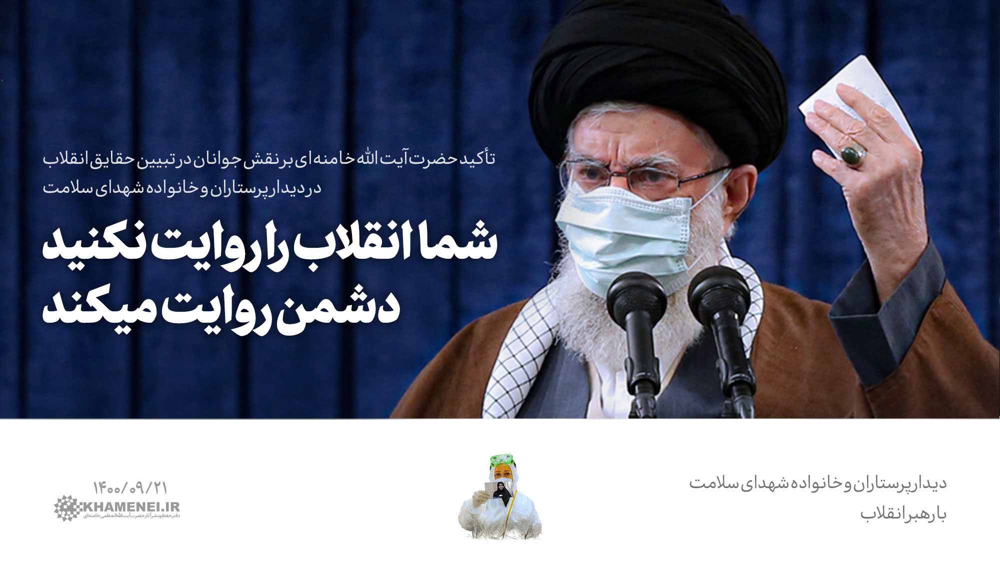 تأکید حضرت آیت الله خامنه ای بر نقش جوانان در تبیین حقایق انقلاب
در دیدار پرستاران و خانواده شهدای سلامت
شما انقلاب را روایت نکنید
دشمن روایت میکند
دیدار پرستاران و خانواده شهدای سلامت
با رهبر انقلاب
۱۴۰۰/۰۹/۲۱
KHAMENEI.IR
دفتر حفظ و نشر آثار حضرت آیت‌الله‌العظمی خامنه‌ای